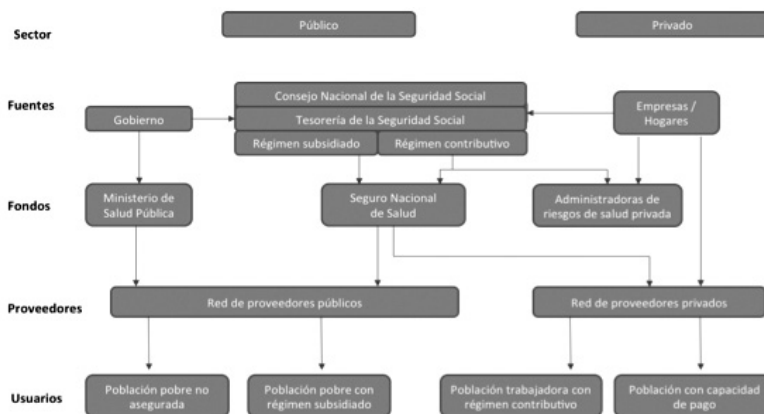 Sector
Público
Privado
Fuentes
Consejo Nacional de la Seguridad Social
Gobierno
Tesorería de la Seguridad Social
Empresas /
Hogares
Régimen subsidiado
Régimen contributivo
Fondos
Ministerio de
Salud Pública
Seguro Nacional
de Salud
Administradoras de
riesgos de salud privada
Proveedores
Red de proveedores públicos
Red de proveedores privados
Usuarios
Población pobre no
asegurada
Población pobre con
régimen subsidiado
Población trabajadora con
régimen contributivo
Población con capacidad
de pago